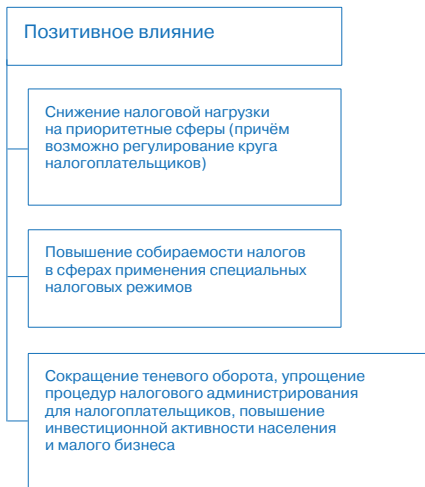 Позитивное влияние
Снижение налоговой нагрузки
на приоритетные сферы (причём
возможно регулирование круга
налогоплательщиков)
Повышение собираемости налогов
в сферах применения специальных
налоговых режимов
Сокращение теневого оборота, упрощение
процедур налогового администрирования
для налогоплательщиков, повышение
инвестиционной активности населения
и малого бизнеса